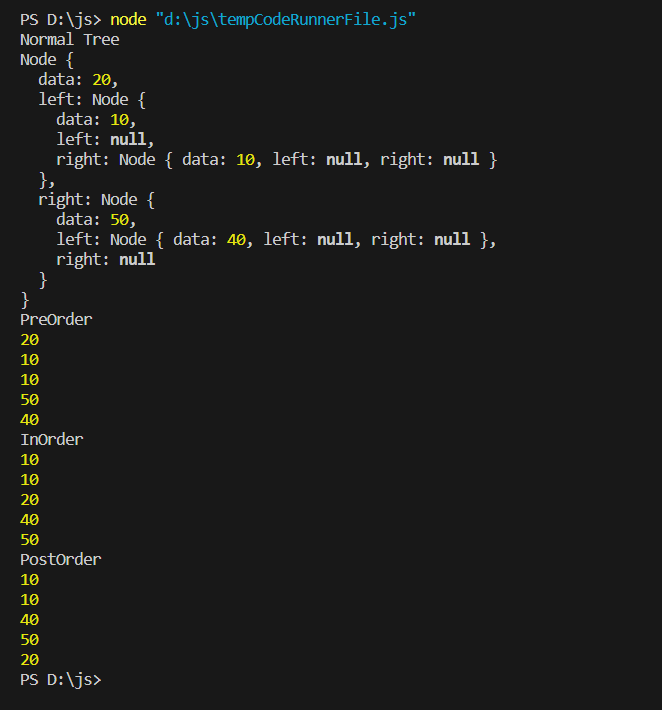 PS D:\js> node "d:\js\tempCodeRunnerFile.js"
Normal Tree
Node {
  data: 20,
  left: Node {
    data: 10,
    left: null,
    right: Node { data: 10, left: null, right: null }
  },
  right: Node {
    data: 50,
    left: Node { data: 40, left: null, right: null },
    right: null
  }
}
PreOrder
20
10
10
50
40
InOrder
10
10
20
40
50
PostOrder
10
10
40
50
20
PS D:\js>